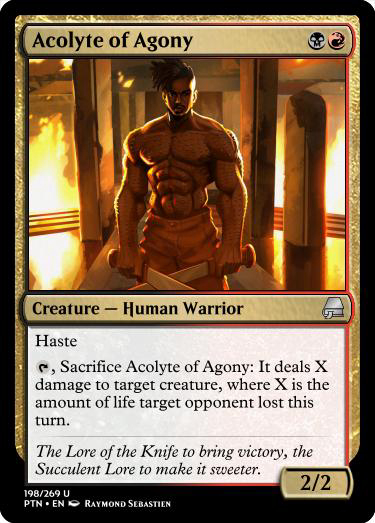 Acolyte of Agony
Creature — Human Warrior
Haste
, Sacrifice Acolyte of Agony: It deals X
damage to target creature, where X is the
amount of life target opponent lost this
turn.
The Lore of the Knife to bring victory, the
Succulent Lore to make it sweeter.
2/2
198/269 U
PTN • EN Raymond Sebastien